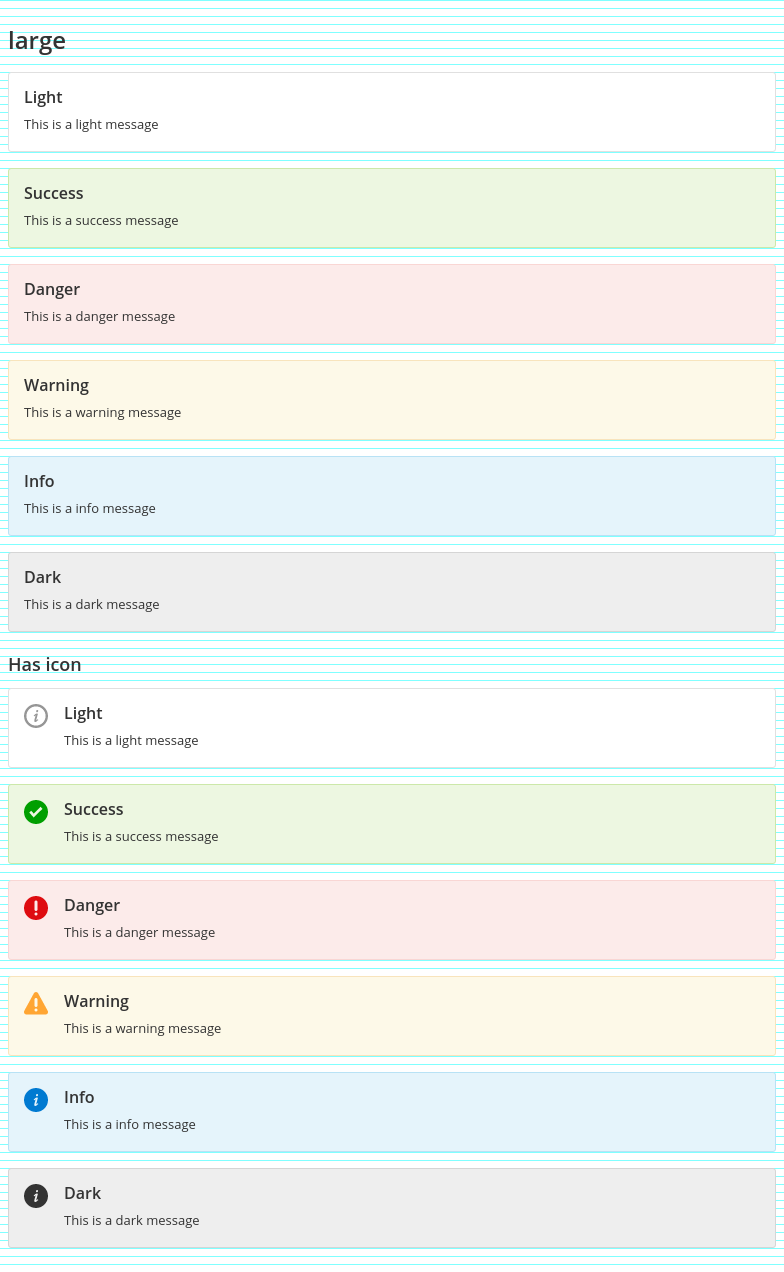 large
Light
This is a light message
Success
This is a success message
Danger
This is a danger message
Warning
This is a warning message
Info
This is a info message
Dark
This is a dark message
Has icon
Light
This is a light message
Success
This is a success message
Danger
This is a danger message
Warning
This is a warning message
Info
This is a info message
Dark
This is a dark message